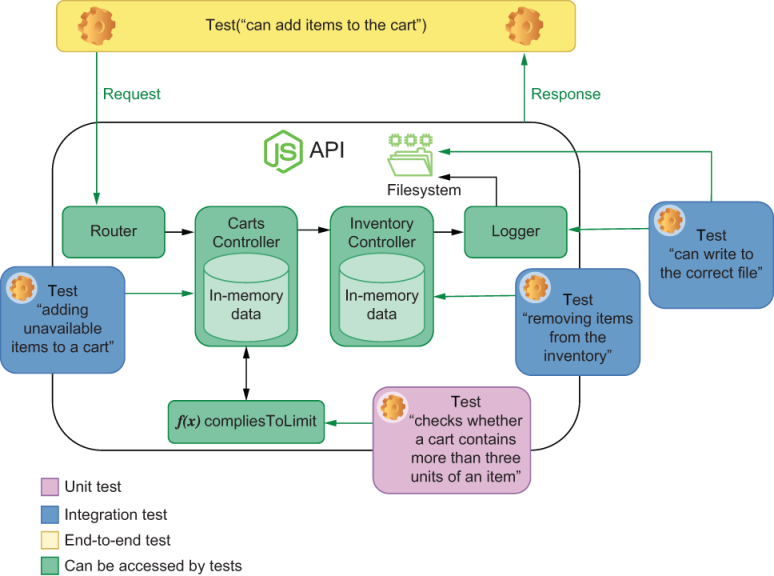 Test(“can add items to the cart”)
Request
Response
JS
API
Filesystem
Router
Carts
Controller
In-memory
data
Inventory
Controller
In-memory
data
Logger
Test
“can write to
the correct file”
Test
“adding
unavailable
items to a cart”
Test
“removing items
from the
inventory”
f(x) compliesToLimit
Test
“checks whether
a cart contains
more than three
units of an item”
Unit test
Integration test
End-to-end test
Can be accessed by tests